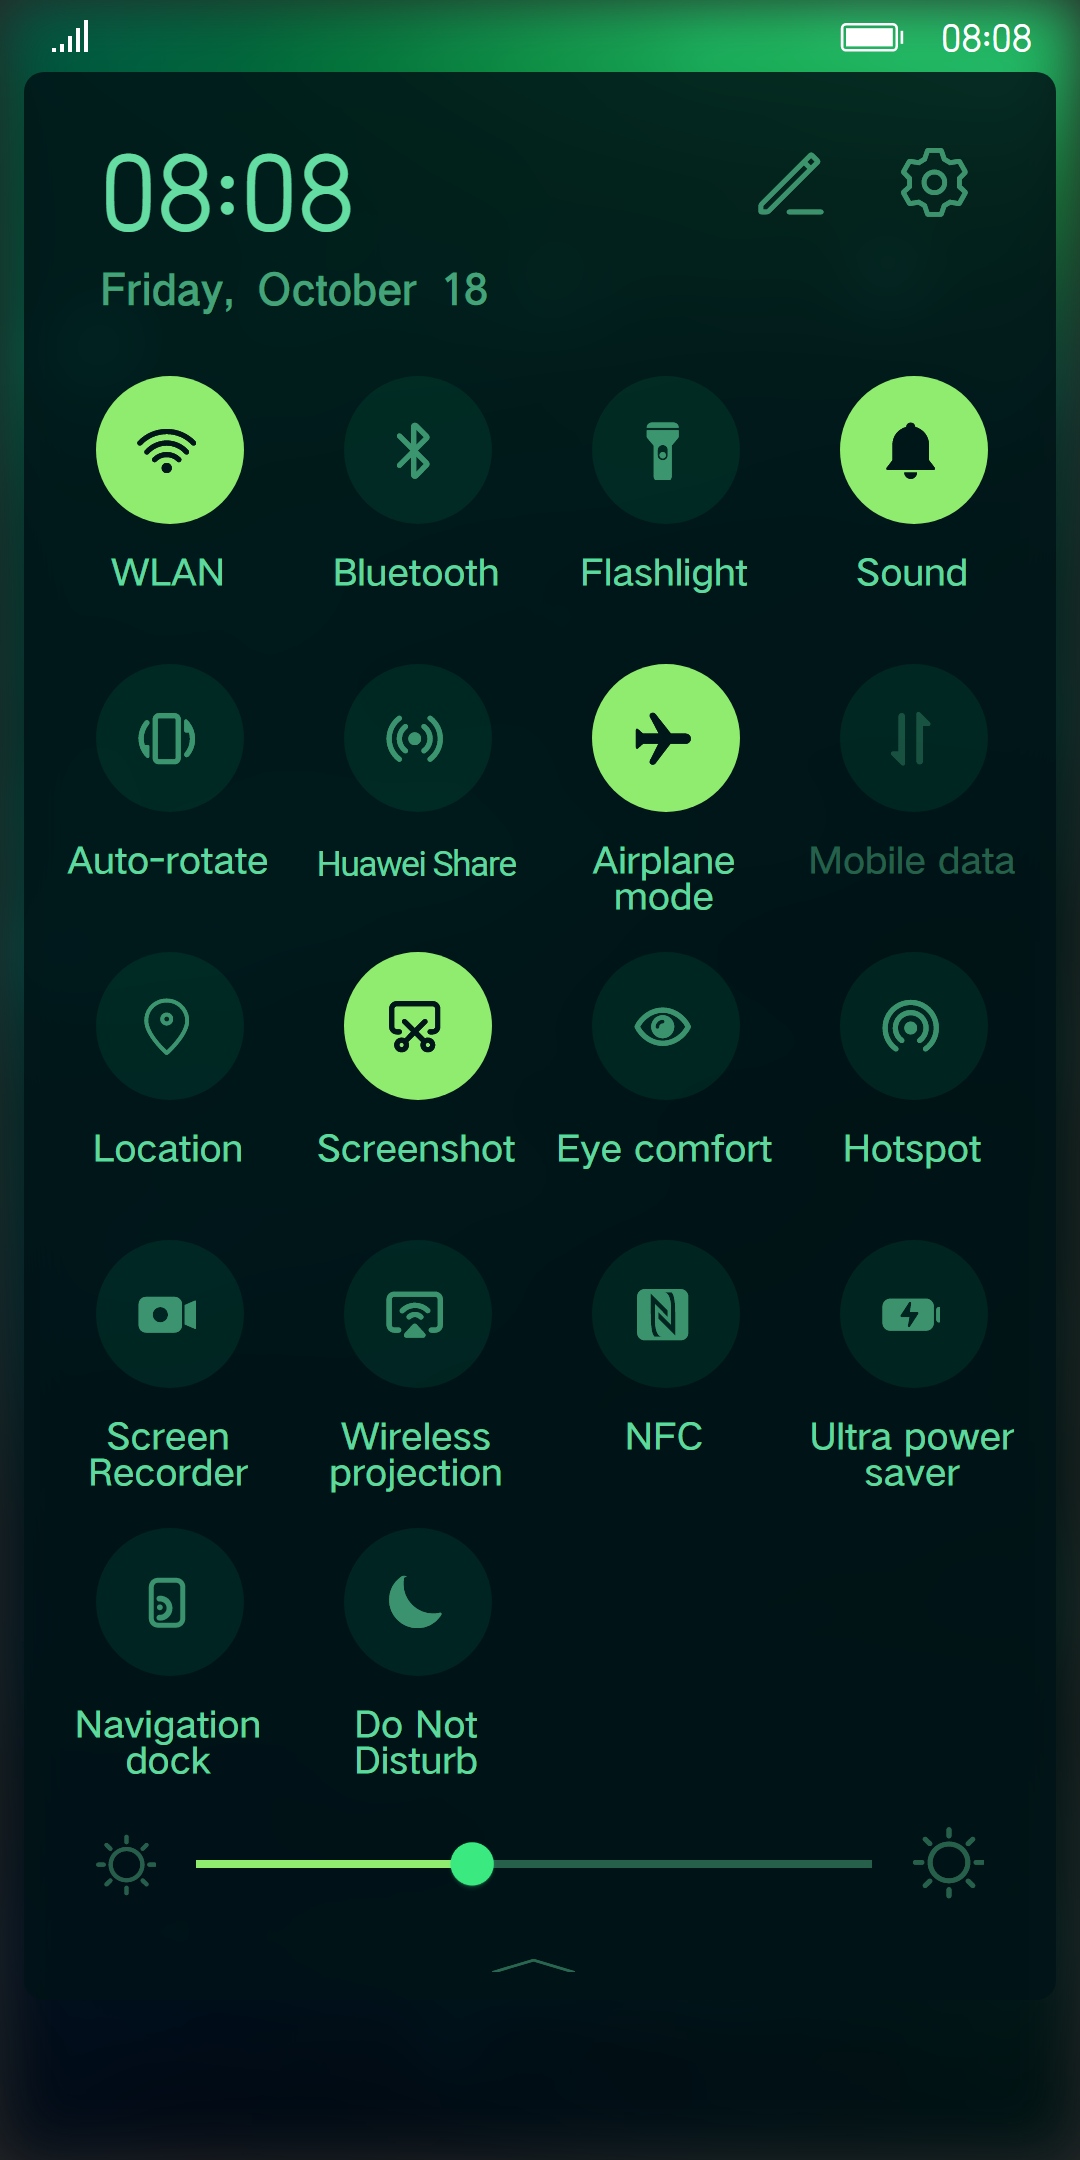 08:08
08:08
Friday, October 18
WLAN
Bluetooth
Flashlight
Sound
Auto-rotate
Huawei Share
Airplane
mode
Mobile data
Location
Screenshot
Eye comfort
Hotspot
Screen
Recorder
Wireless
projection
NFC
Ultra power
saver
Navigation
dock
Do Not
Disturb